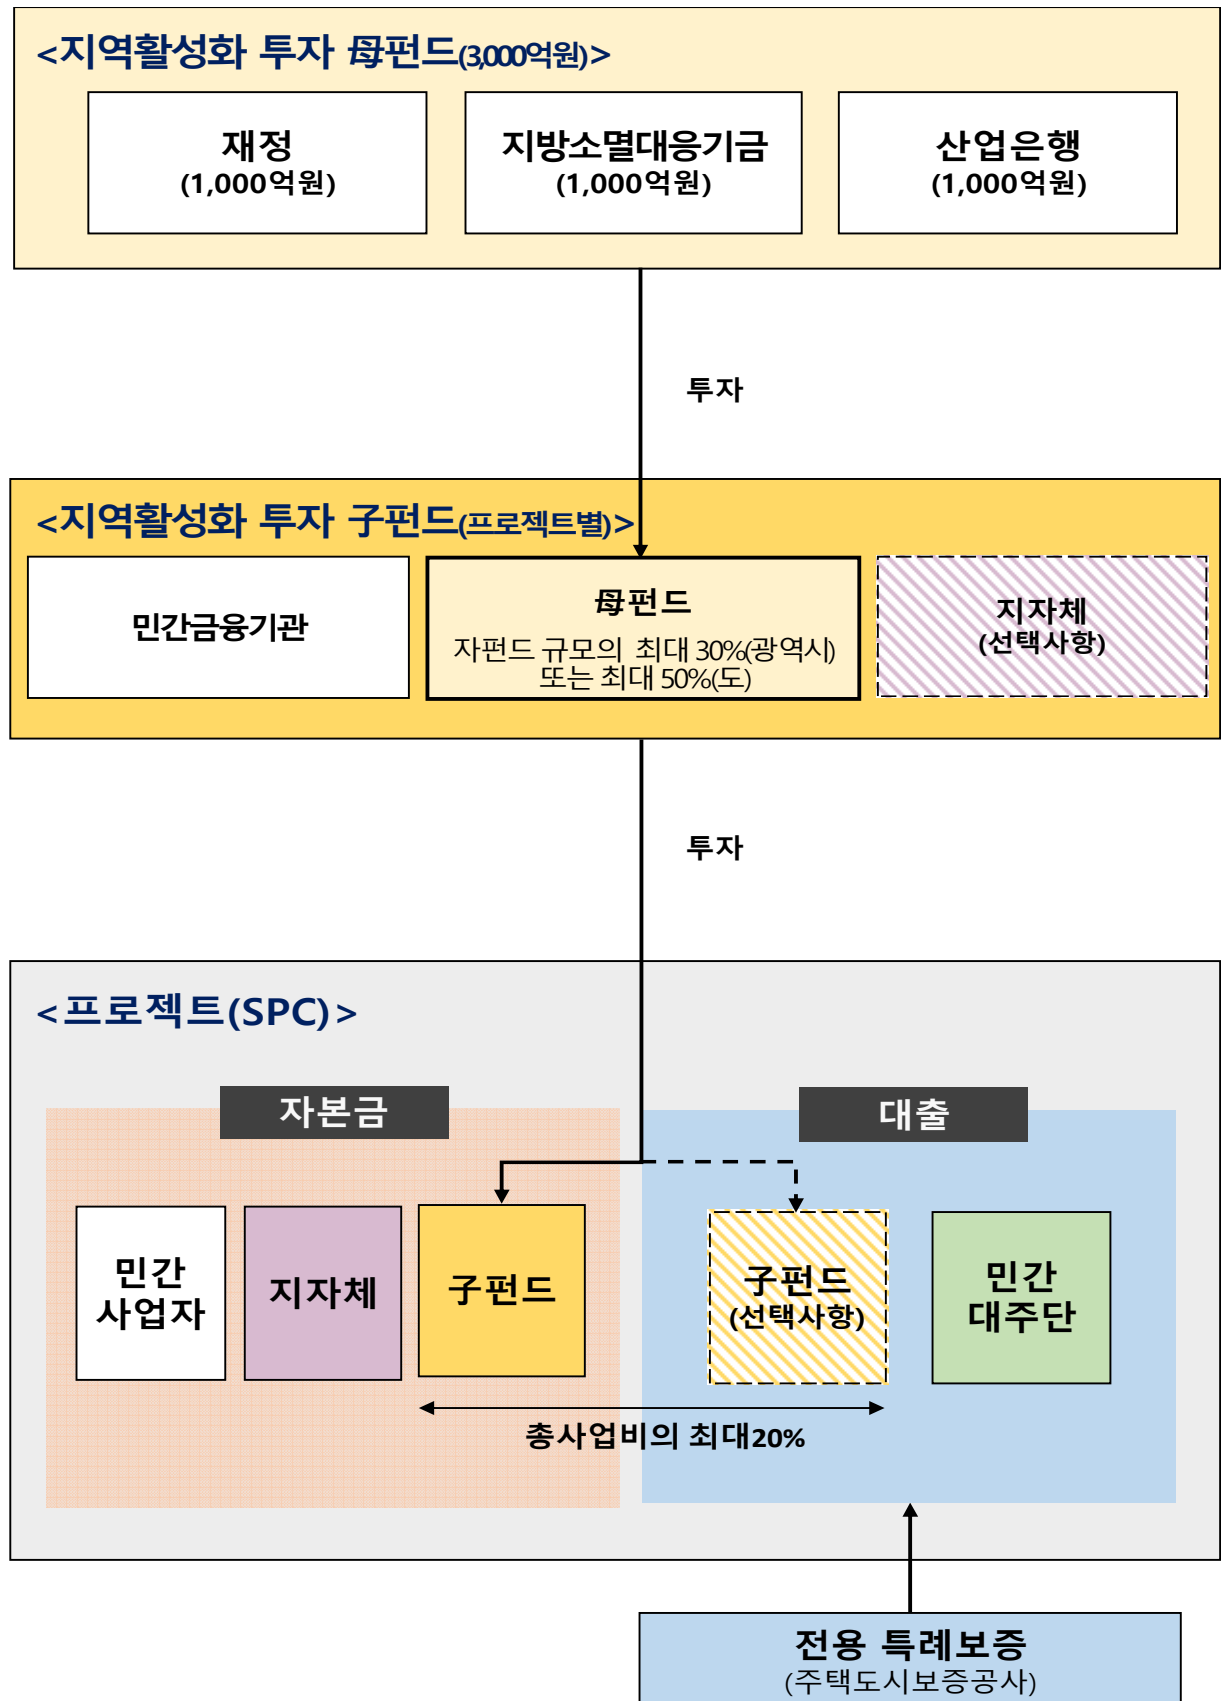 <지역활성화 투자 母펀드(3,000억원)>
재정
(1,000억원)
지방소멸대응기금
(1,000억원)
산업은행
(1,000억원)
투자
<지역활성화 투자 子펀드(프로젝트별)>
민간금융기관
母펀드
자펀드 규모의 최대 30%(광역시)
또는 최대 50%(도)
지자체
(선택사항)
투자
<프로젝트(SPC)>
자본금
대출
민간
사업자
지자체
子펀드
子펀드
(선택사항)
민간
대주단
총사업비의 최대20%
전용 특례보증
(주택도시보증공사)